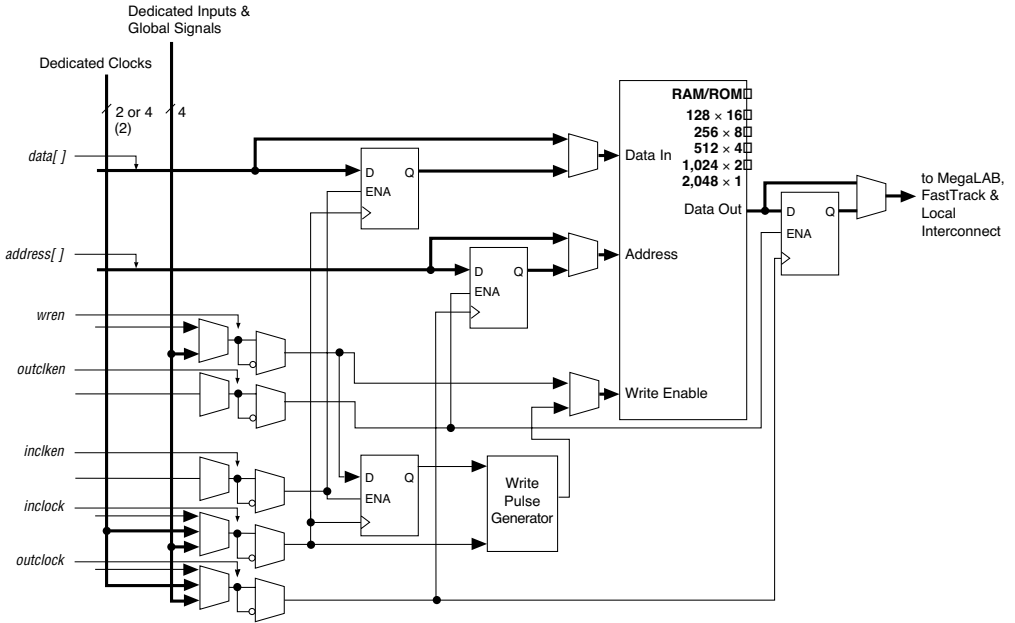 Dedicated Inputs &
Global Signals
Dedicated Clocks
2 or 4
(2)
4
data[ ]
address[ ]
wren
outclken
inclken
inclock
outclock
D
Q
ENA
D
Q
ENA
D
Q
ENA
Write
Pulse
Generator
RAM/ROM
128 × 16
256 × 8
512 × 4
1,024 × 2
2,048 × 1
Data In
Data Out
Address
Write Enable
D
Q
ENA
to MegaLAB,
FastTrack &
Local
Interconnect